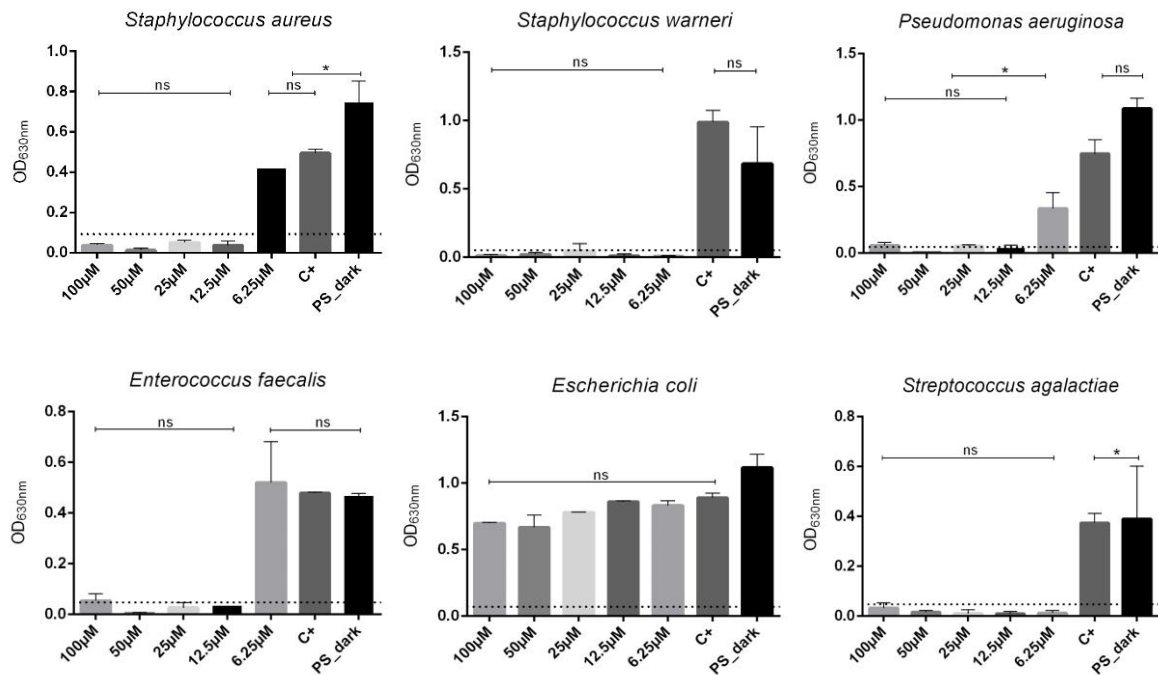 Staphylococcus aureus
OD630nm
1.0
0.8
0.6
0.4
0.2
0.0
ns
ns
*
100µM
50µM
25µM
12.5µM
6.25µM
C+
PS_dark
Staphylococcus warneri
OD630nm
1.5
1.0
0.5
0.0
ns
ns
100µM
50µM
25µM
12.5µM
6.25µM
C+
PS_dark
Pseudomonas aeruginosa
OD630nm
1.5
1.0
0.5
0.0
ns
*
ns
100µM
50µM
25µM
12.5µM
6.25µM
C+
PS_dark
Enterococcus faecalis
OD630nm
0.8
0.6
0.4
0.2
0.0
ns
ns
100µM
50µM
25µM
12.5µM
6.25µM
C+
PS_dark
Escherichia coli
OD630nm
1.5
1.0
0.5
0.0
ns
100µM
50µM
25µM
12.5µM
6.25µM
C+
PS_dark
Streptococcus agalactiae
OD630nm
0.8
0.6
0.4
0.2
0.0
ns
*
100µM
50µM
25µM
12.5µM
6.25µM
C+
PS_dark